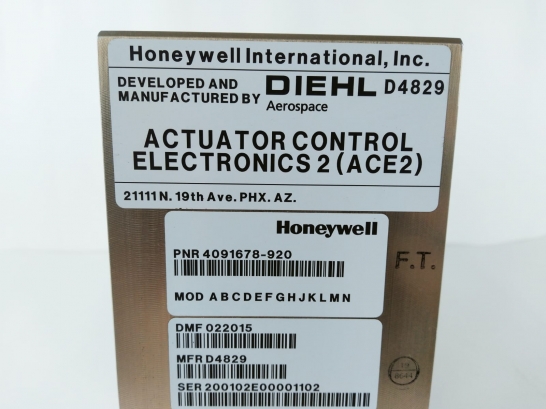 Honeywell International, Inc.
DEVELOPED AND MANUFACTURED BY DIEHL Aerospace D4829
ACTUATOR CONTROL
ELECTRONICS 2 (ACE2)
21111 N. 19th Ave. PHX. AZ.
Honeywell
PNR 4091678-920
F.T.
MOD A B C D E F G H J K L M N
DMF 022015
MFR D4829
SER 200102E00001102